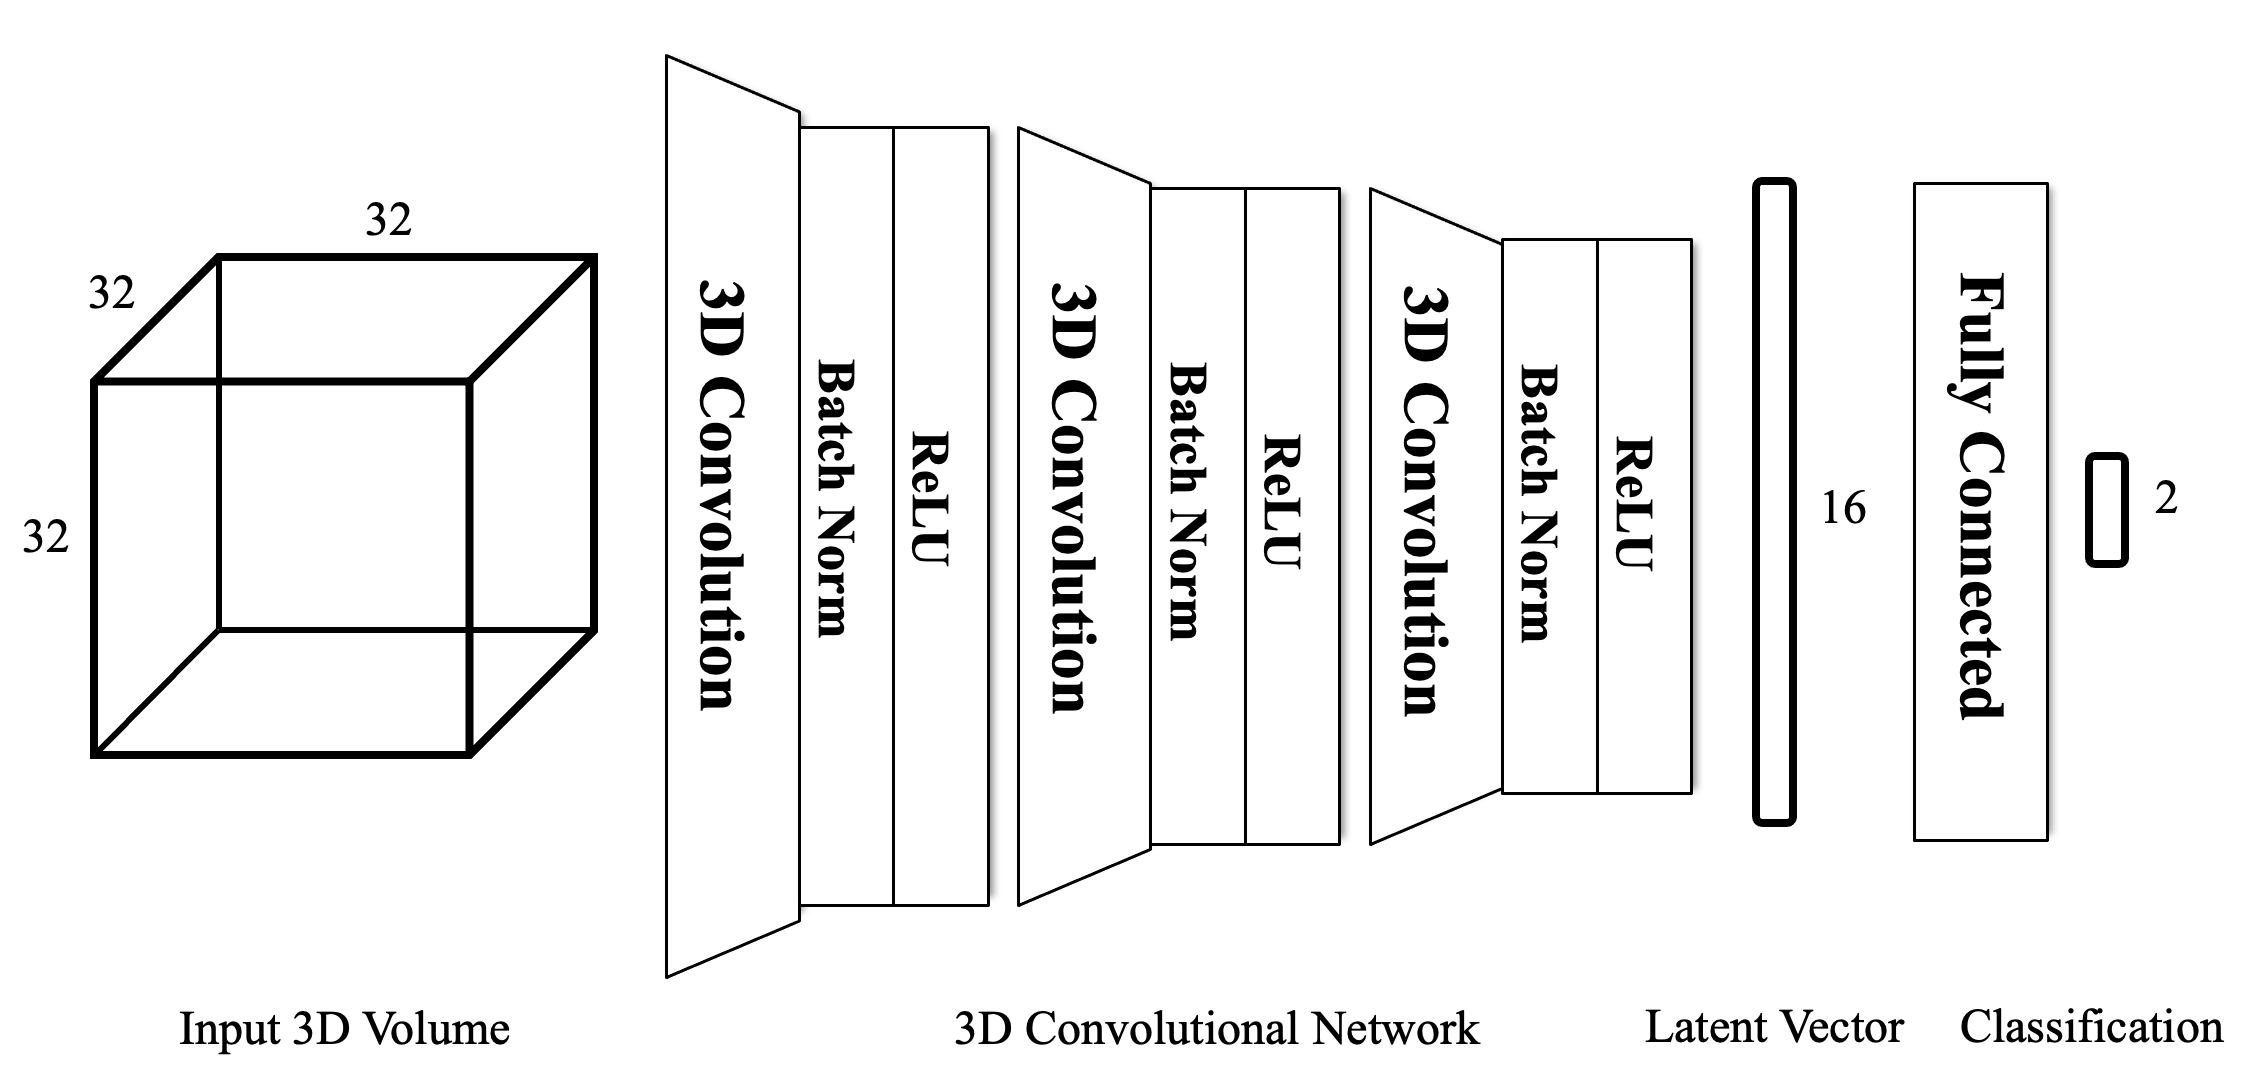 32
32
32
3D Convolution
Batch Norm
ReLU
3D Convolution
Batch Norm
ReLU
3D Convolution
Batch Norm
ReLU
16
Fully Connected
2
Input 3D Volume
3D Convolutional Network
Latent Vector
Classification